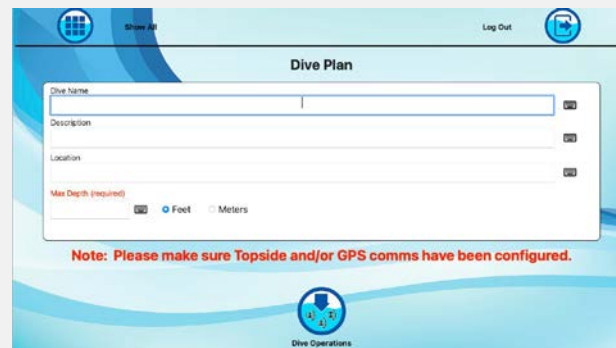 Show All
Log Out
Dive Plan
Dive Name
Description
Location
Max Depth (required)
Feet
Meters
Note: Please make sure Topside and/or GPS comms have been configured.
Dive Operations